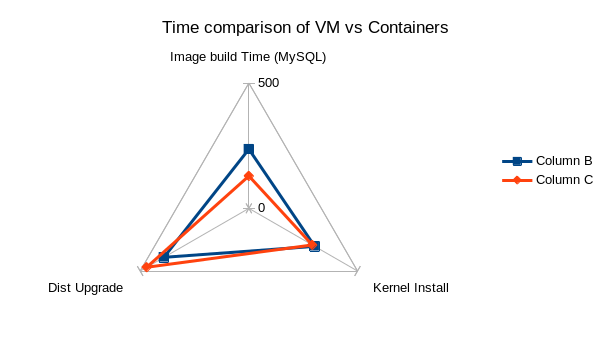 Time comparison of VM vs Containers
Image build Time (MySQL)
500
0
Column B
Column C
Dist Upgrade
Kernel Install